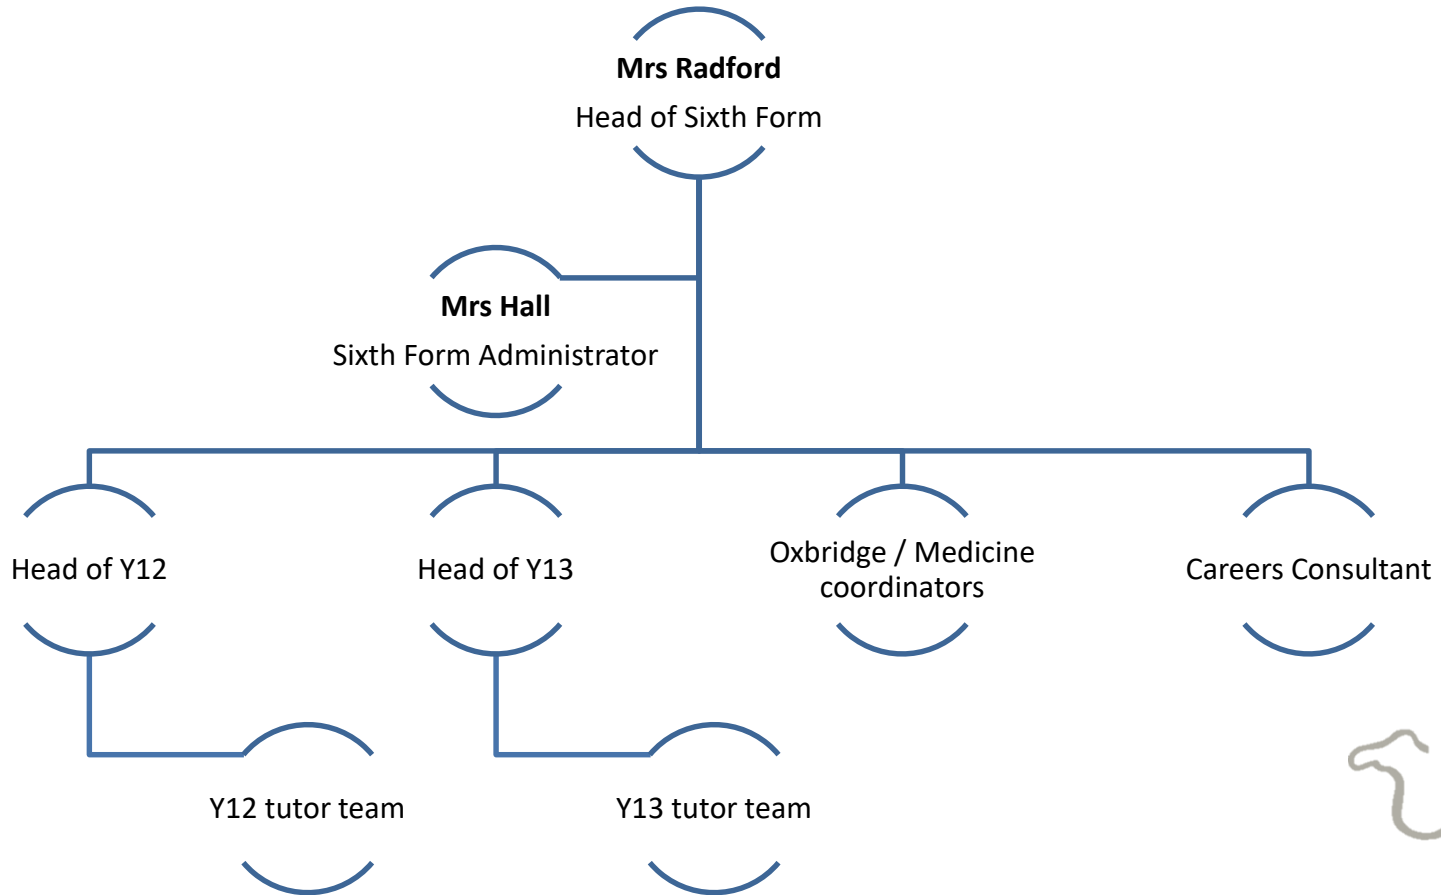 Mrs Radford
Head of Sixth Form
Mrs Hall
Sixth Form Administrator
Head of Y12
Head of Y13
Oxbridge / Medicine
coordinators
Careers Consultant
Y12 tutor team
Y13 tutor team